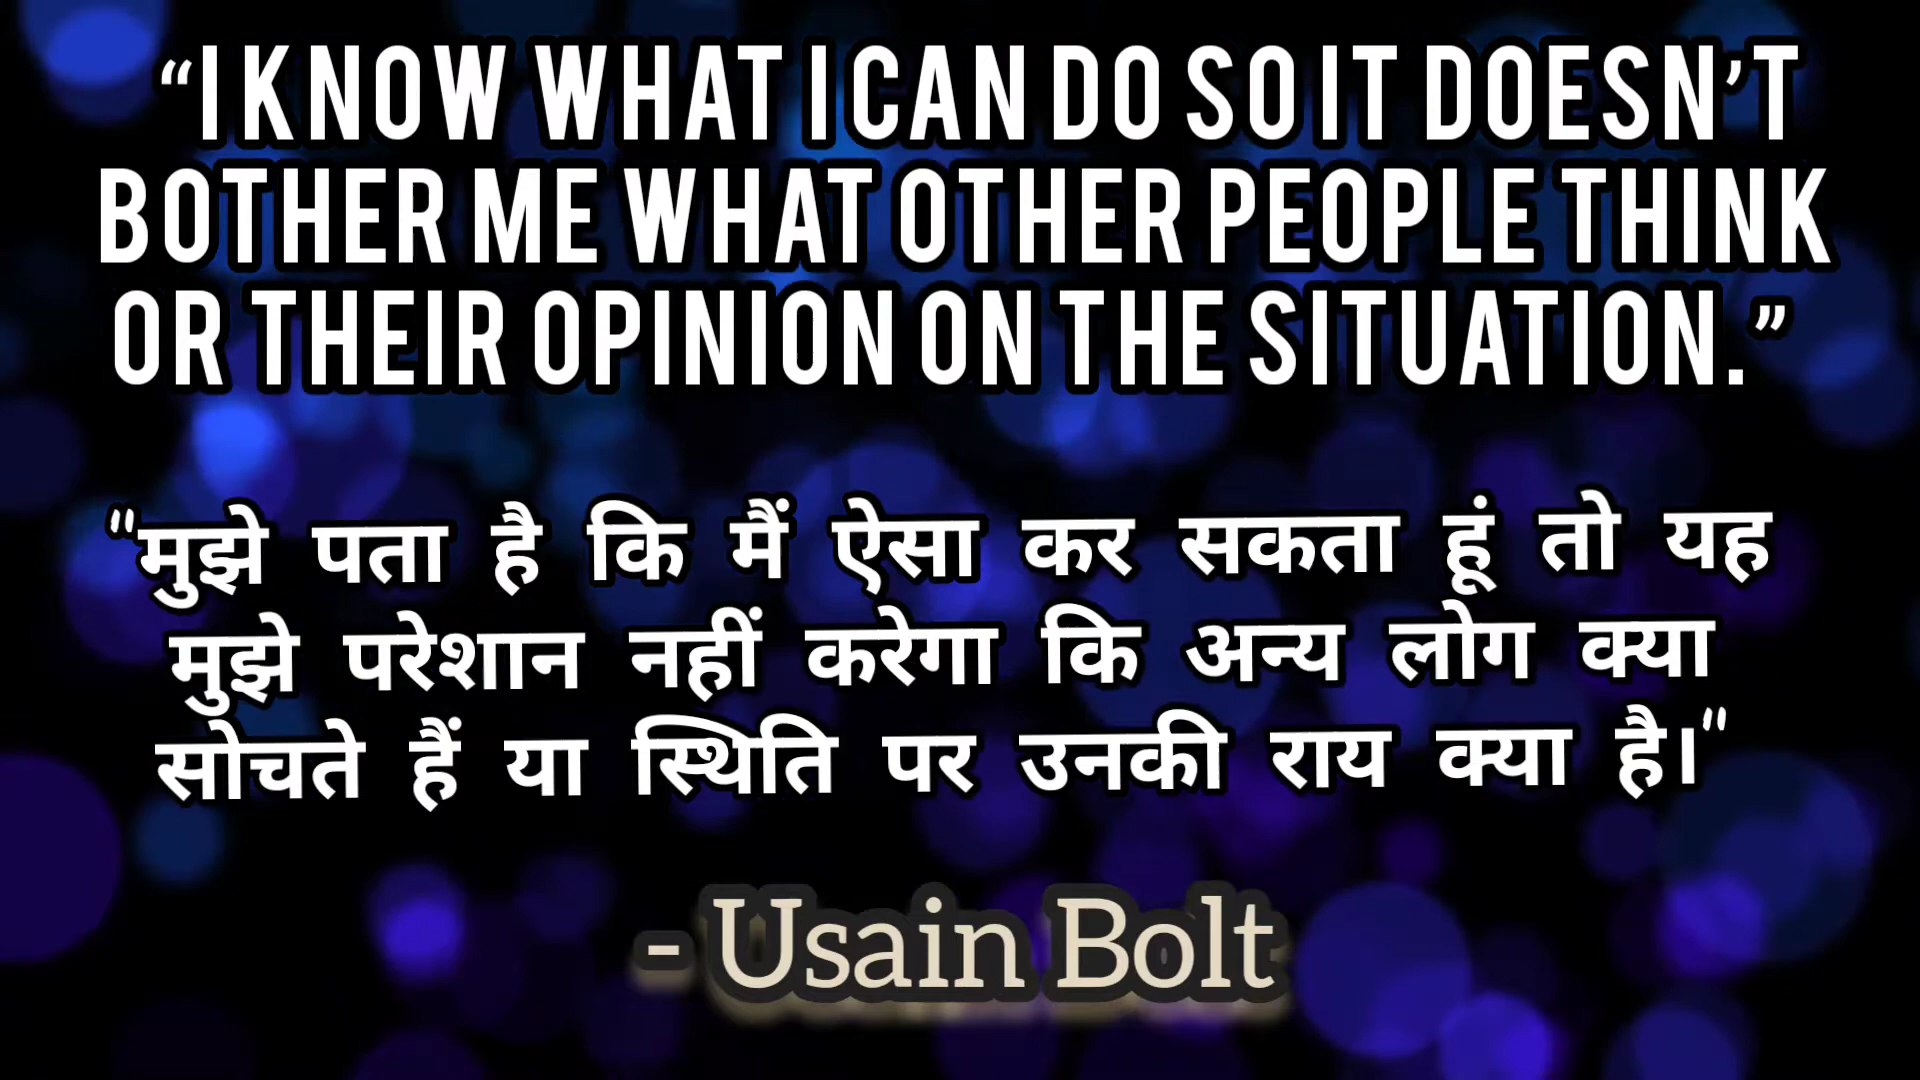 “I KNOW WHAT I CAN DO SO IT DOESN’T
BOTHER ME WHAT OTHER PEOPLE THINK
OR THEIR OPINION ON THE SITUATION.”
"मुझे पता है कि मैं ऐसा कर सकता हूं तो यह
मुझे परेशान नहीं करेगा कि अन्य लोग क्या
सोचते हैं या स्थिति पर उनकी राय क्या है।"
- Usain Bolt